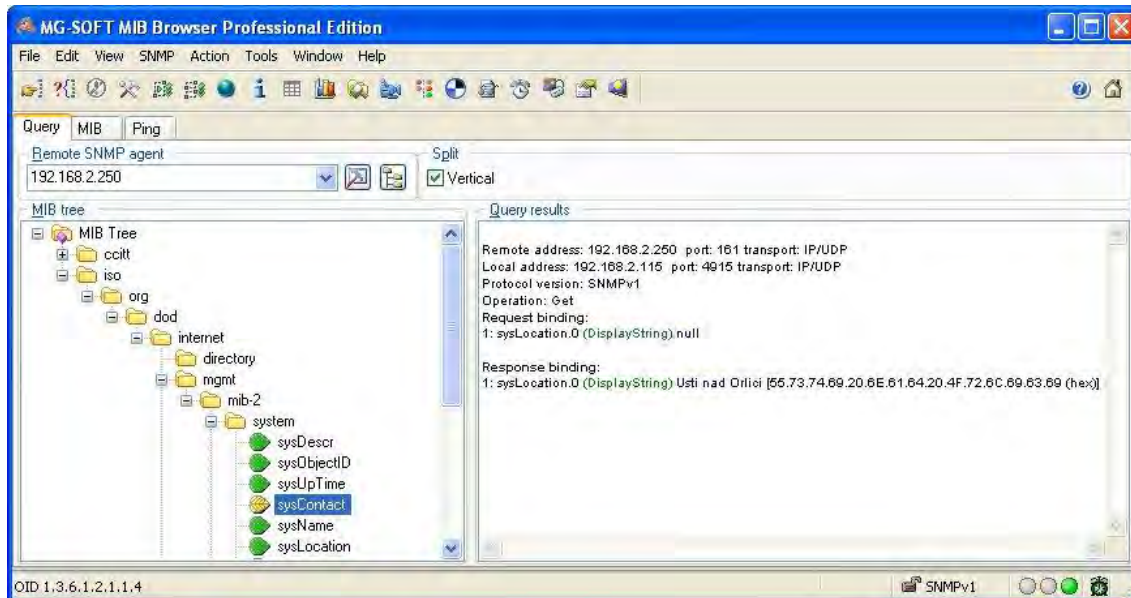 MG-SOFT MIB Browser Professional Edition
File Edit View SNMP Action Tools Window Help
Query MIB Ping
Remote SNMP agent
Split
192.168.2.250
Vertical
MIB tree
Query results
MIB Tree
ccitt
iso
org
dod
internet
directory
mgmt
mib-2
system
sysDescr
sysObjectID
sysUpTime
sysContact
sysName
sysLocation
Remote address: 192.168.2.250 port: 161 transport: IP/UDP
Local address: 192.168.2.115 port: 4915 transport: IP/UDP
Protocol version: SNMPv1
Operation: Get
Request binding:
1: sysLocation.0 (DisplayString) null
Response binding:
1: sysLocation.0 (DisplayString) Usti nad Orlici [55.73.74.69.20.6E.61.64.20.4F.72.6C.69.63.69 (hex)]
OID 1.3.6.1.2.1.1.4
SNMPv1